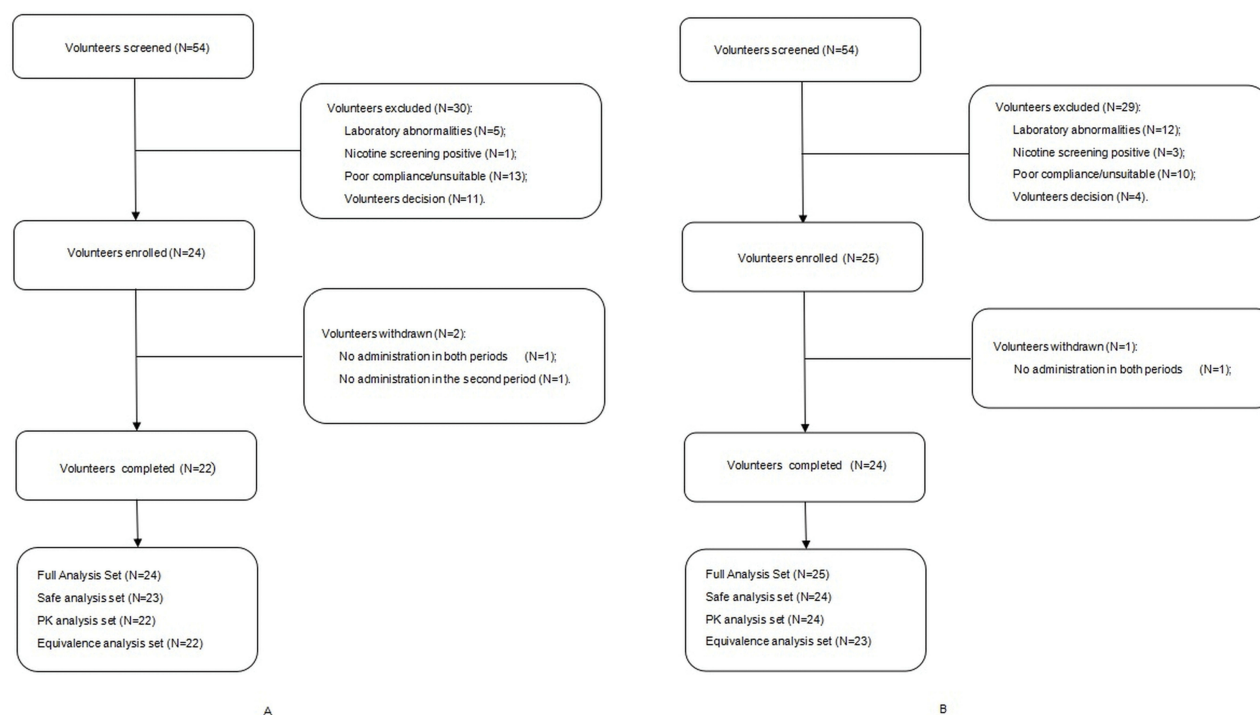 Volunteers screened (N=54)
Volunteers excluded (N=30):
Laboratory abnormalities (N=5);
Nicotine screening positive (N=1);
Poor compliance/unsuitable (N=13);
Volunteers decision (N=11).
Volunteers enrolled (N=24)
Volunteers withdrawn (N=2):
No administration in both periods (N=1);
No administration in the second period (N=1).
Volunteers completed (N=22)
Full Analysis Set (N=24)
Safe analysis set (N=23)
PK analysis set (N=22)
Equivalence analysis set (N=22)
A
Volunteers screened (N=54)
Volunteers excluded (N=29):
Laboratory abnormalities (N=12);
Nicotine screening positive (N=3);
Poor compliance/unsuitable (N=10);
Volunteers decision (N=4).
Volunteers enrolled (N=25)
Volunteers withdrawn (N=1):
No administration in both periods (N=1);
Volunteers completed (N=24)
Full Analysis Set (N=25)
Safe analysis set (N=24)
PK analysis set (N=24)
Equivalence analysis set (N=23)
B